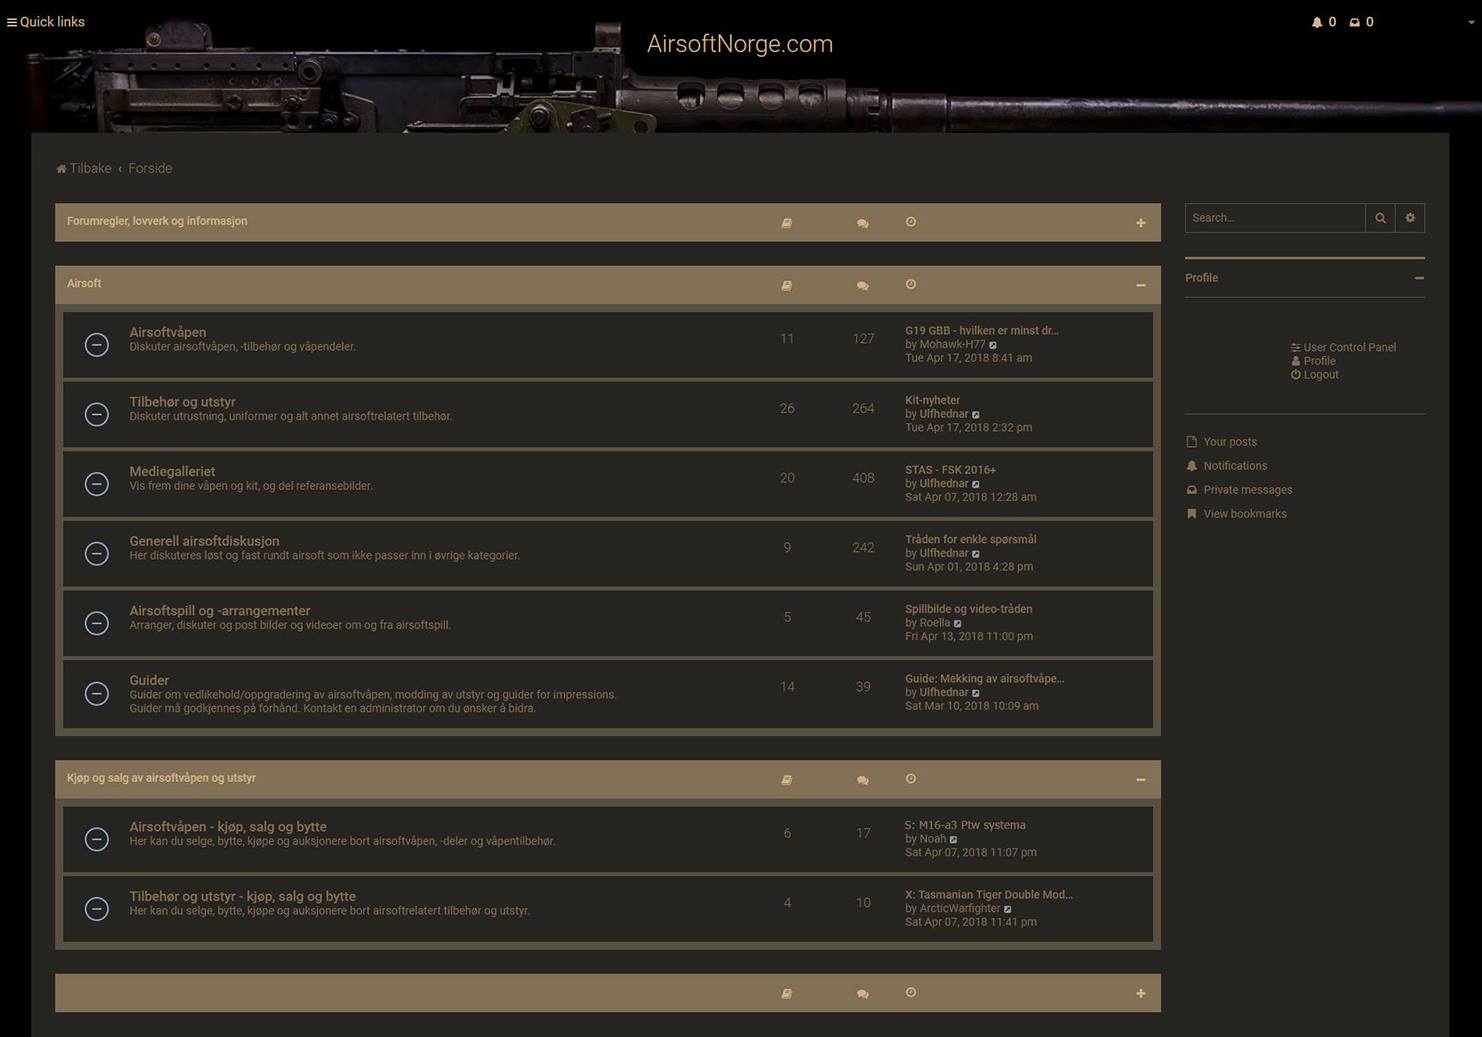 Quick links
0 0
AirsoftNorge.com
Tilbake ‹ Forside
Forumregler, lovverk og informasjon
Search…
Airsoft
Profile
Airsoftvåpen
Diskuter airsoftvåpen, -tilbehør og våpendeler.
11
127
G19 GBB - hvilken er minst dr…
by Mohawk-H77
Tue Apr 17, 2018 8:41 am
User Control Panel
Profile
Logout
Tilbehør og utstyr
Diskuter utrustning, uniformer og alt annet airsoftrelatert tilbehør.
26
264
Kit-nyheter
by Ulfhednar
Tue Apr 17, 2018 2:32 pm
Your posts
Notifications
Private messages
View bookmarks
Mediegalleriet
Vis frem dine våpen og kit, og del referansebilder.
20
408
STAS - FSK 2016+
by Ulfhednar
Sat Apr 07, 2018 12:28 am
Generell airsoftdiskusjon
Her diskuteres løst og fast rundt airsoft som ikke passer inn i øvrige kategorier.
9
242
Tråden for enkle spørsmål
by Ulfhednar
Sun Apr 01, 2018 4:28 pm
Airsoftspill og -arrangementer
Arranger, diskuter og post bilder og videoer om og fra airsoftspill.
5
45
Spillbilde og video-tråden
by Roella
Fri Apr 13, 2018 11:00 pm
Guider
Guider om vedlikehold/oppgradering av airsoftvåpen, modding av utstyr og guider for impressions.
Guider må godkjennes på forhånd. Kontakt en administrator om du ønsker å bidra.
14
39
Guide: Mekking av airsoftvåpe…
by Ulfhednar
Sat Mar 10, 2018 10:09 am
Kjøp og salg av airsoftvåpen og utstyr
Airsoftvåpen - kjøp, salg og bytte
Her kan du selge, bytte, kjøpe og auksjonere bort airsoftvåpen, -deler og våpentilbehør.
6
17
S: M16-a3 Ptw systema
by Noah
Sat Apr 07, 2018 11:07 pm
Tilbehør og utstyr - kjøp, salg og bytte
Her kan du selge, bytte, kjøpe og auksjonere bort airsoftrelatert tilbehør og utstyr.
4
10
X: Tasmanian Tiger Double Mod…
by ArcticWarfighter
Sat Apr 07, 2018 11:41 pm